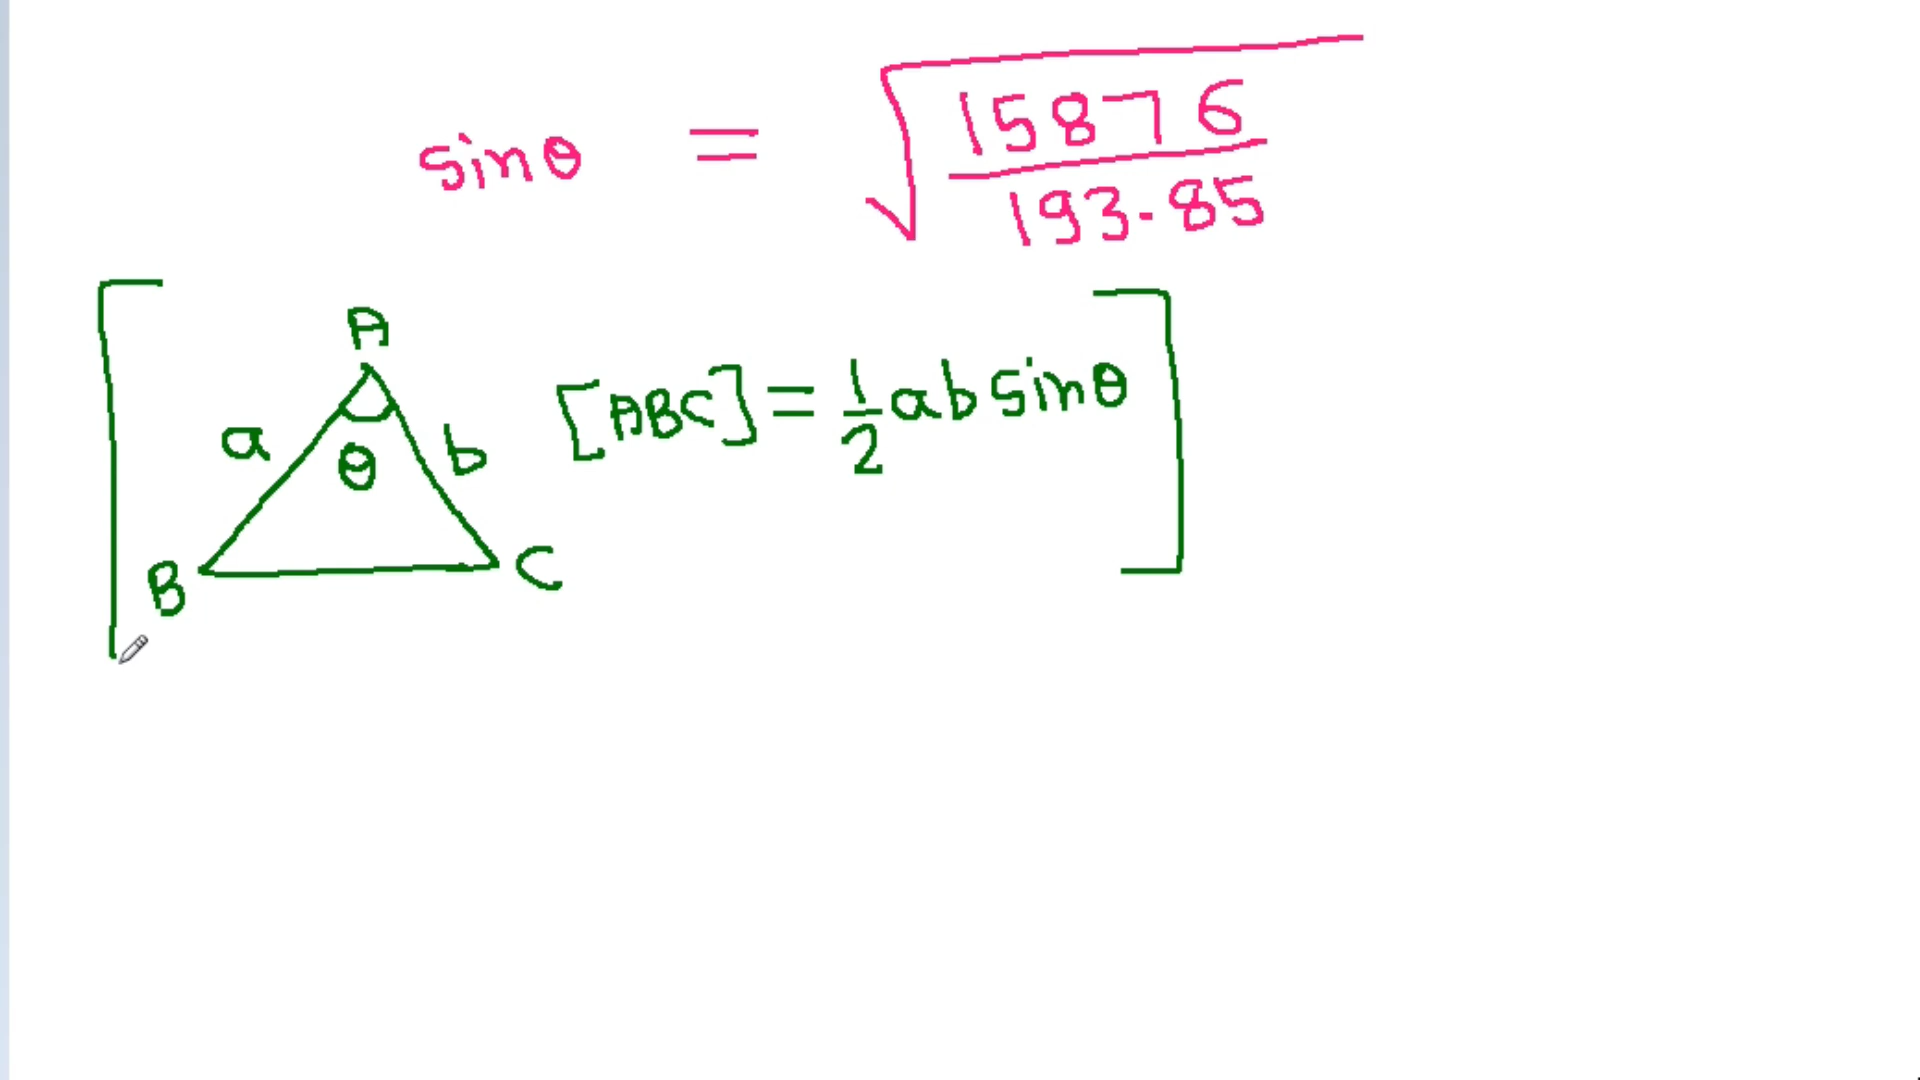 sinθ = √15876/193.85
A
a θ b [ABC] = 1/2 ab sinθ
B C